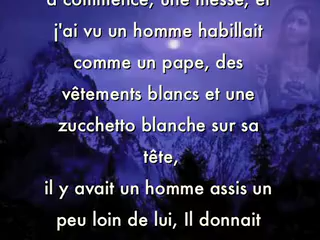 a commencé, une messe, et
j'ai vu un homme habillait
comme un pape, des
vêtements blancs et une
zucchetto blanche sur sa
tête,
il y avait un homme assis un
peu loin de lui, Il donnait